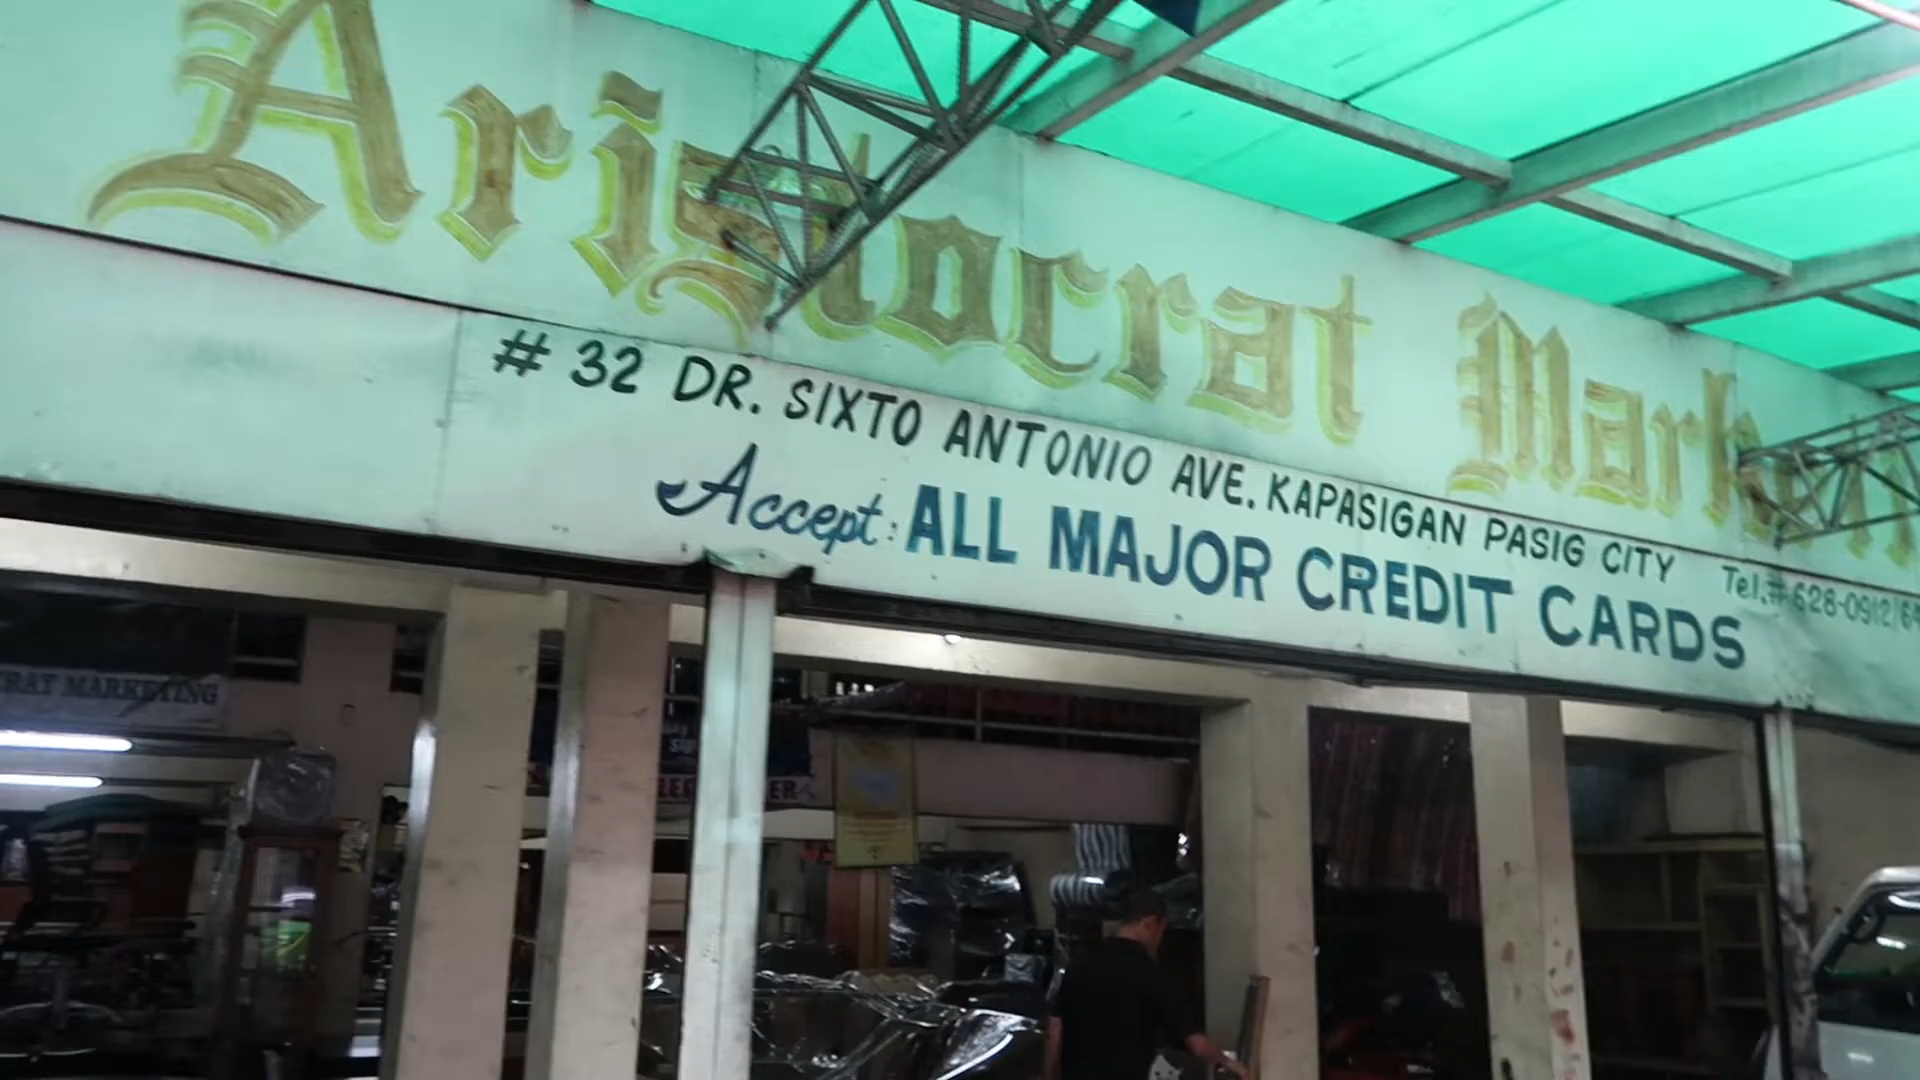 Aristocrat Mark
# 32 DR. SIXTO ANTONIO AVE. KAPASIGAN PASIG CITY Tel.# 628-0912/6
Accept: ALL MAJOR CREDIT CARDS
RAT MARKETING